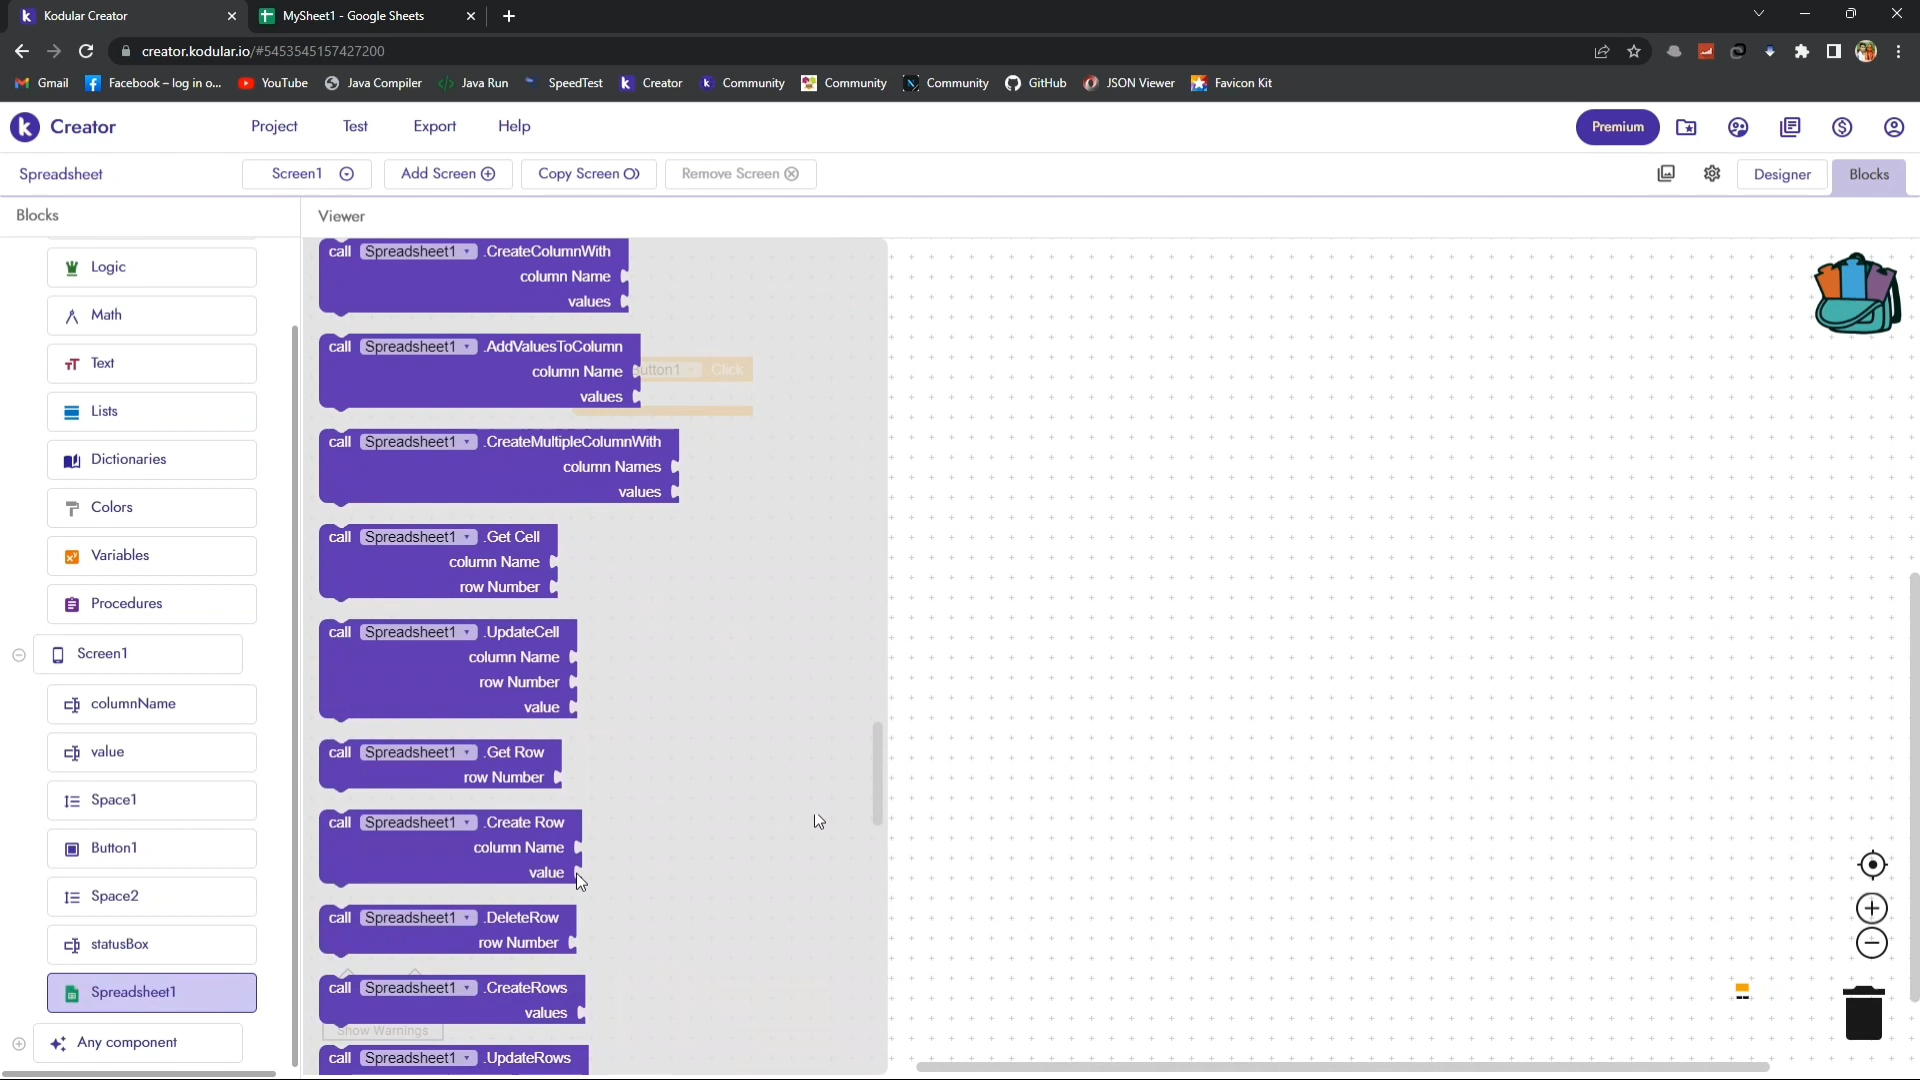 Kodular Creator
MySheet1 - Google Sheets
creator.kodular.io/#5453545157427200
Gmail
Facebook – log in o...
YouTube
Java Compiler
Java Run
SpeedTest
Creator
Community
Community
Community
GitHub
JSON Viewer
Favicon Kit
Creator
Project
Test
Export
Help
Premium
Spreadsheet
Screen1
Add Screen
Copy Screen
Remove Screen
Designer
Blocks
Blocks
Viewer
Logic
Math
Text
Lists
Dictionaries
Colors
Variables
Procedures
Screen1
columnName
value
Space1
Button1
Space2
statusBox
Spreadsheet1
Any component
call Spreadsheet1 .CreateColumnWith
column Name
values
call Spreadsheet1 .AddValuesToColumn
column Name
values
utton1 .Click
call Spreadsheet1 .CreateMultipleColumnWith
column Names
values
call Spreadsheet1 .Get Cell
column Name
row Number
call Spreadsheet1 .UpdateCell
column Name
row Number
value
call Spreadsheet1 .Get Row
row Number
call Spreadsheet1 .Create Row
column Name
value
call Spreadsheet1 .DeleteRow
row Number
call Spreadsheet1 .CreateRows
values
Show Warnings
call Spreadsheet1 .UpdateRows